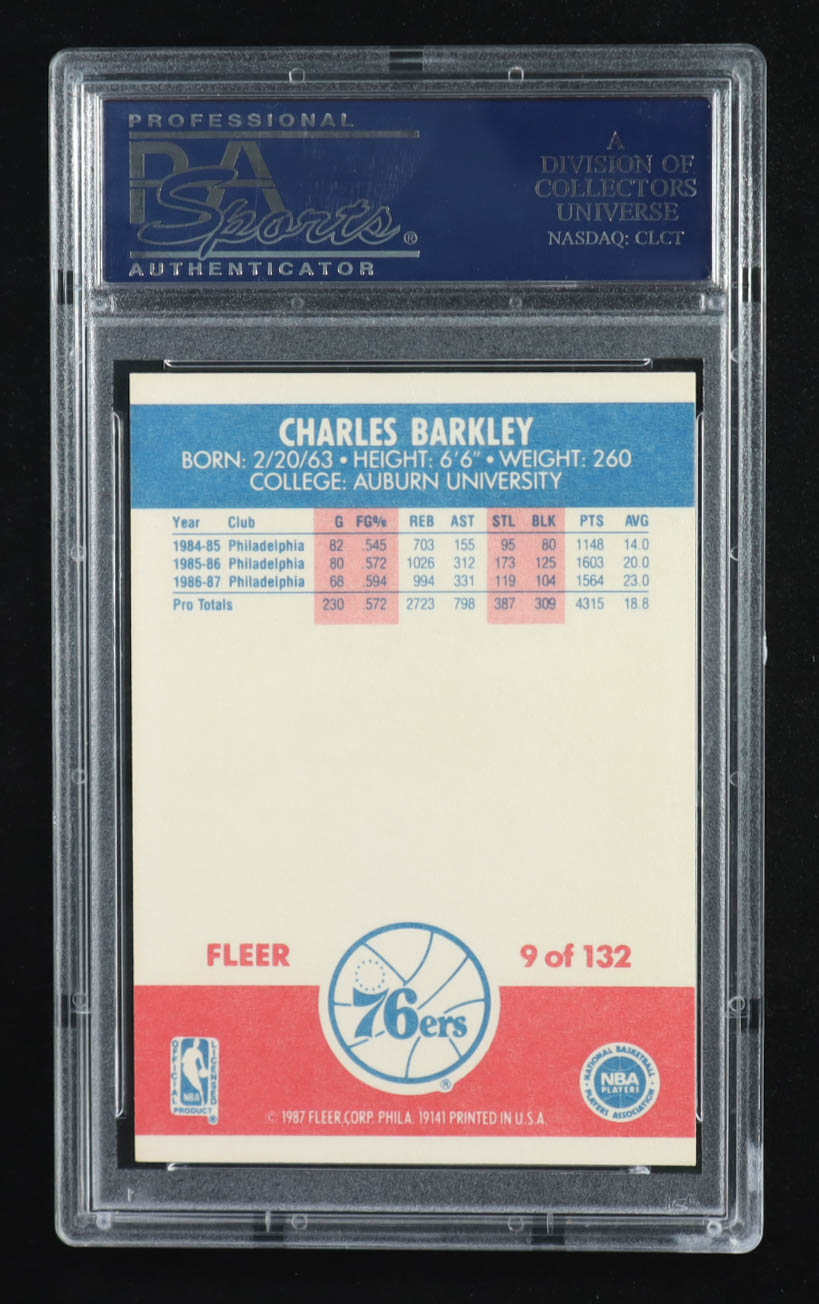 PROFESSIONAL
PSA
Sports®
AUTHENTICATOR
A
DIVISION OF
COLLECTORS
UNIVERSE
NASDAQ: CLCT
CHARLES BARKLEY
BORN: 2/20/63 • HEIGHT: 6'6" • WEIGHT: 260
COLLEGE: AUBURN UNIVERSITY
Year Club G FG% REB AST STL BLK PTS AVG
1984-85 Philadelphia 82 .545 703 155 95 80 1148 14.0
1985-86 Philadelphia 80 .572 1026 312 173 125 1603 20.0
1986-87 Philadelphia 68 .594 994 331 119 104 1564 23.0
Pro Totals 230 .572 2723 798 387 309 4315 18.8
FLEER
9 of 132
76ers
®
OFFICIAL LICENSED
NBA
PRODUCT ®
NATIONAL BASKETBALL
NBA
PLAYERS
PLAYERS ASSOCIATION
© 1987 FLEER CORP. PHILA. 19141 PRINTED IN U.S.A.